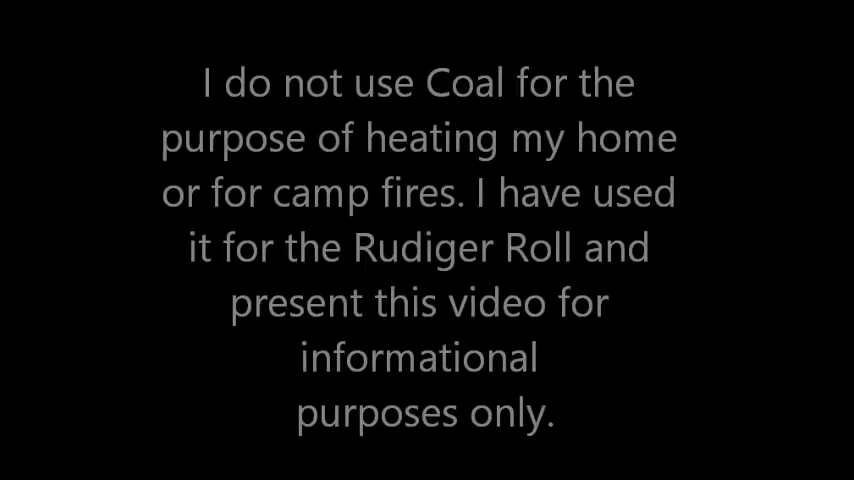 I do not use Coal for the
purpose of heating my home
or for camp fires. I have used
it for the Rudiger Roll and
present this video for
informational
purposes only.